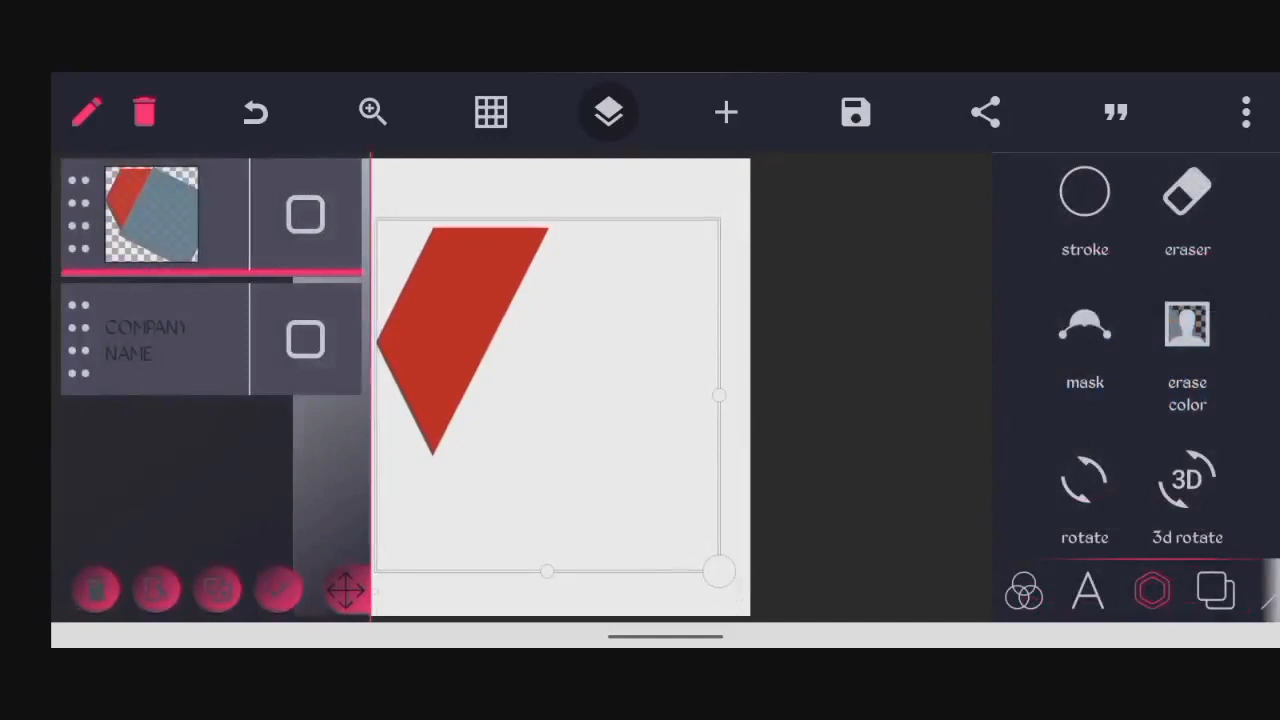 COMPANY
NAME
stroke
eraser
mask
erase
color
3D
rotate
3d rotate
A